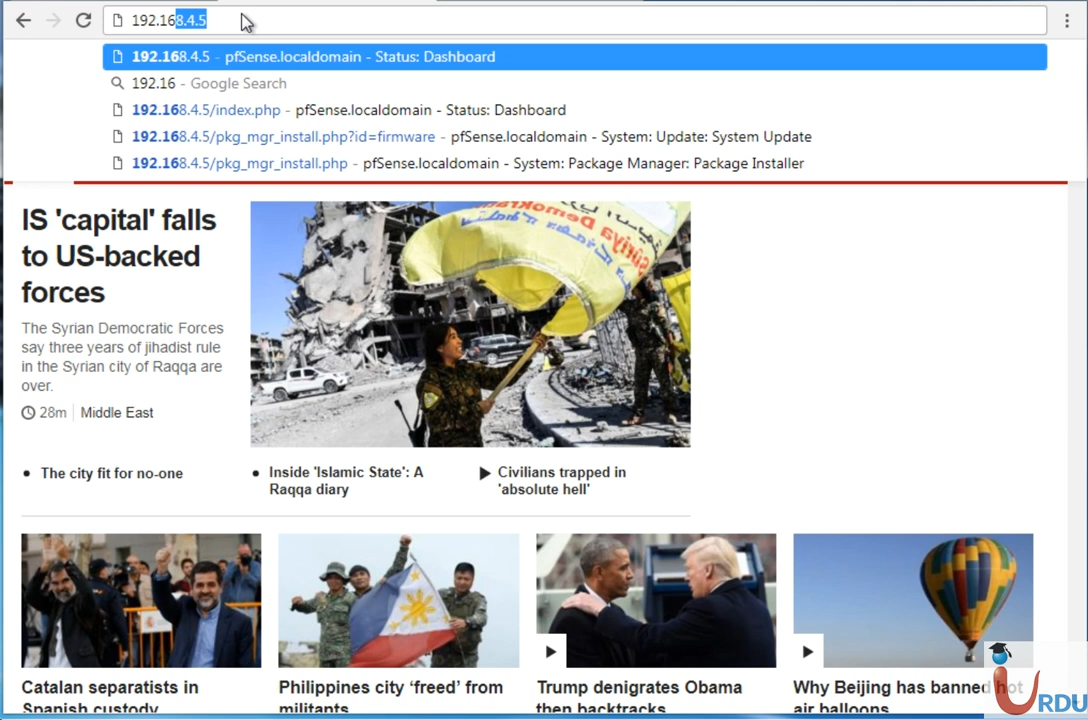 192.168.4.5
192.168.4.5 - pfSense.localdomain - Status: Dashboard
192.16 - Google Search
192.168.4.5/index.php - pfSense.localdomain - Status: Dashboard
192.168.4.5/pkg_mgr_install.php?id=firmware - pfSense.localdomain - System: Update: System Update
192.168.4.5/pkg_mgr_install.php - pfSense.localdomain - System: Package Manager: Package Installer
IS 'capital' falls
to US-backed
forces
The Syrian Democratic Forces
say three years of jihadist rule
in the Syrian city of Raqqa are
over.
28m Middle East
The city fit for no-one
Inside 'Islamic State': A
Raqqa diary
Civilians trapped in
'absolute hell'
Catalan separatists in
Spanish custody
Philippines city ‘freed’ from
militants
Trump denigrates Obama
then backtracks
Why Beijing has banned hot
air balloons
URDU